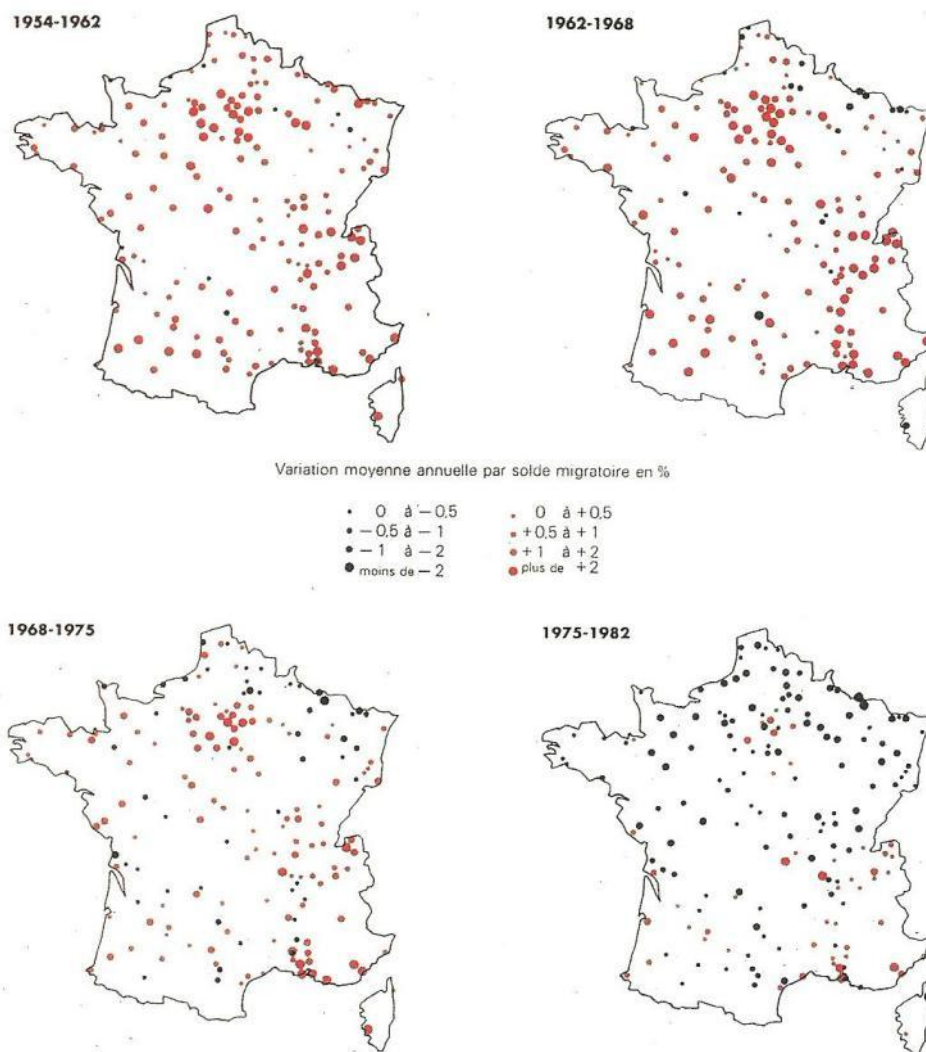 1954-1962
1962-1968
Variation moyenne annuelle par solde migratoire en %
0 à -0,5
-0,5 à -1
-1 à -2
moins de -2
0 à +0,5
+0,5 à +1
+1 à +2
plus de +2
1968-1975
1975-1982